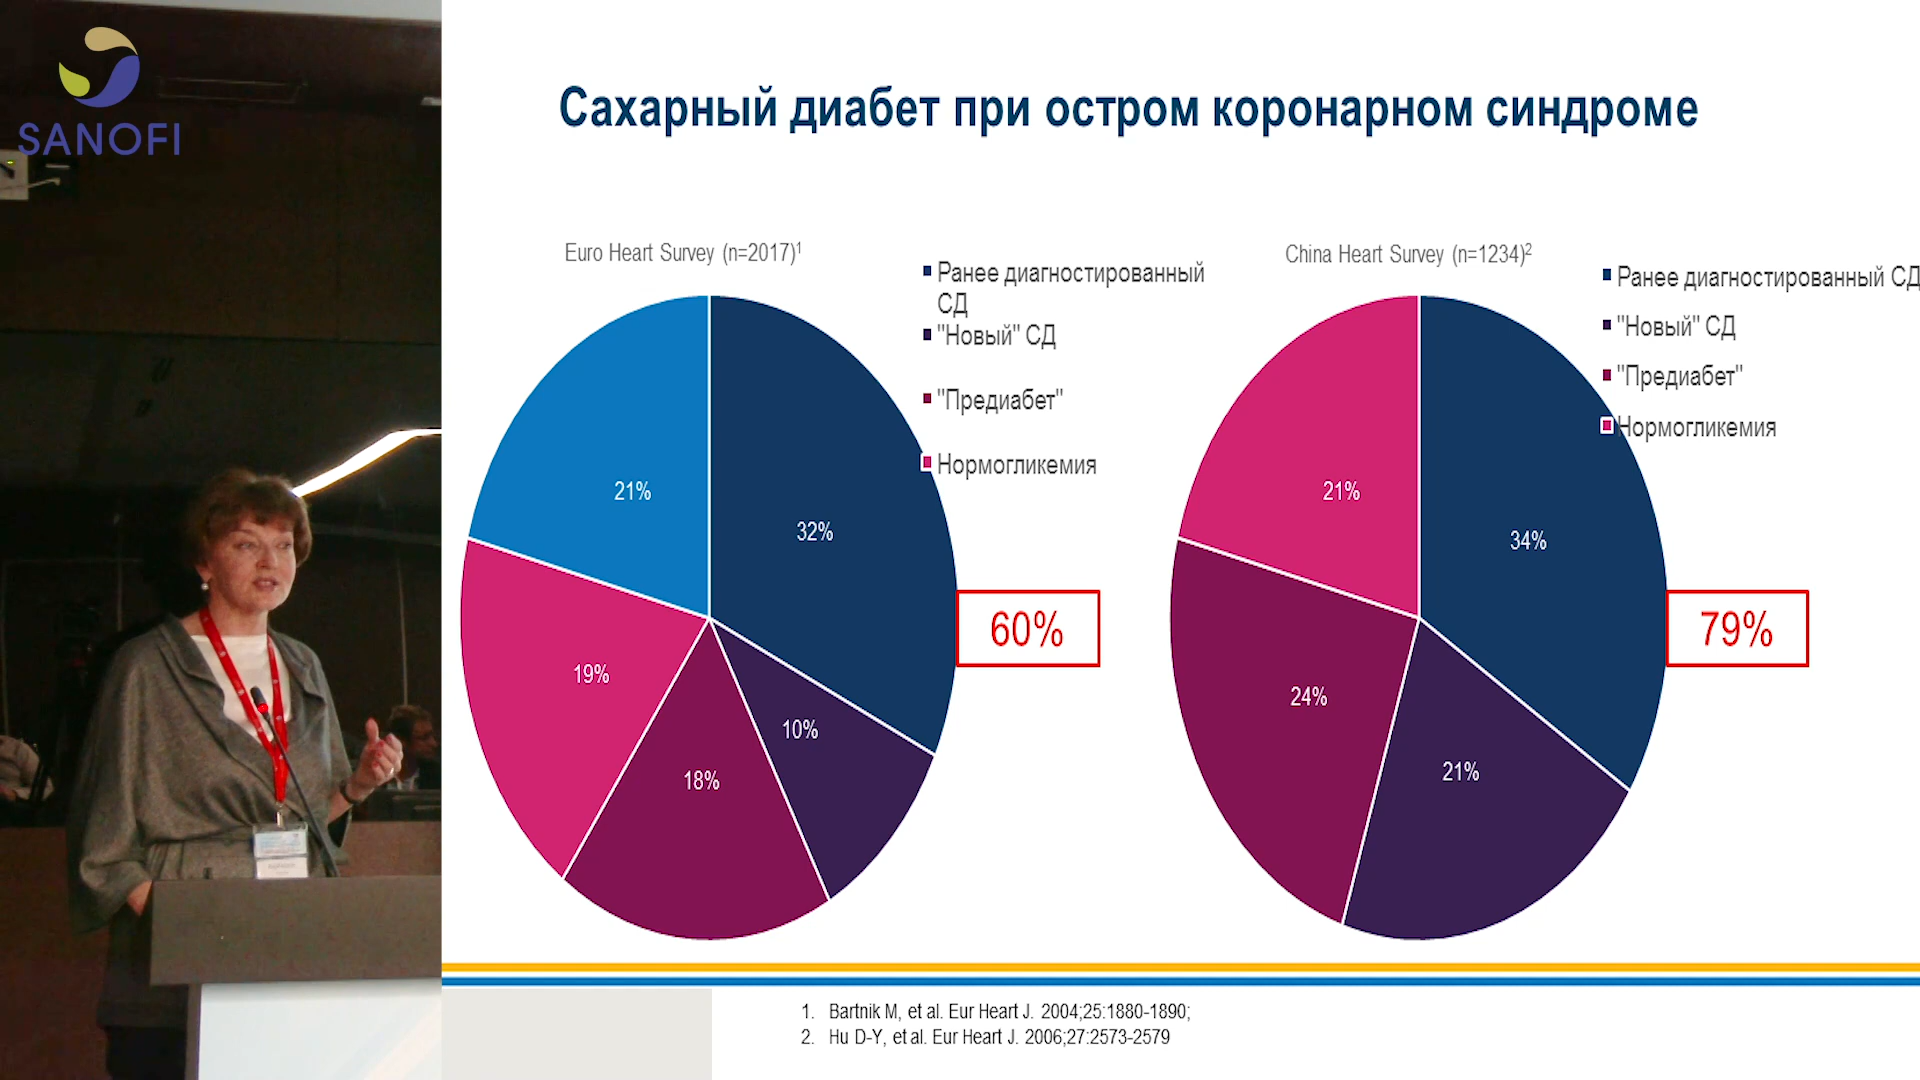 SANOFI
Сахарный диабет при остром коронарном синдроме
Euro Heart Survey (n=2017)1
Ранее диагностированный
СД
"Новый" СД
"Предиабет"
Нормогликемия
21%
32%
19%
10%
18%
60%
China Heart Survey (n=1234)2
Ранее диагностированный СД
"Новый" СД
"Предиабет"
Нормогликемия
21%
34%
24%
21%
79%
1. Bartnik M, et al. Eur Heart J. 2004;25:1880-1890;
2. Hu D-Y, et al. Eur Heart J. 2006;27:2573-2579